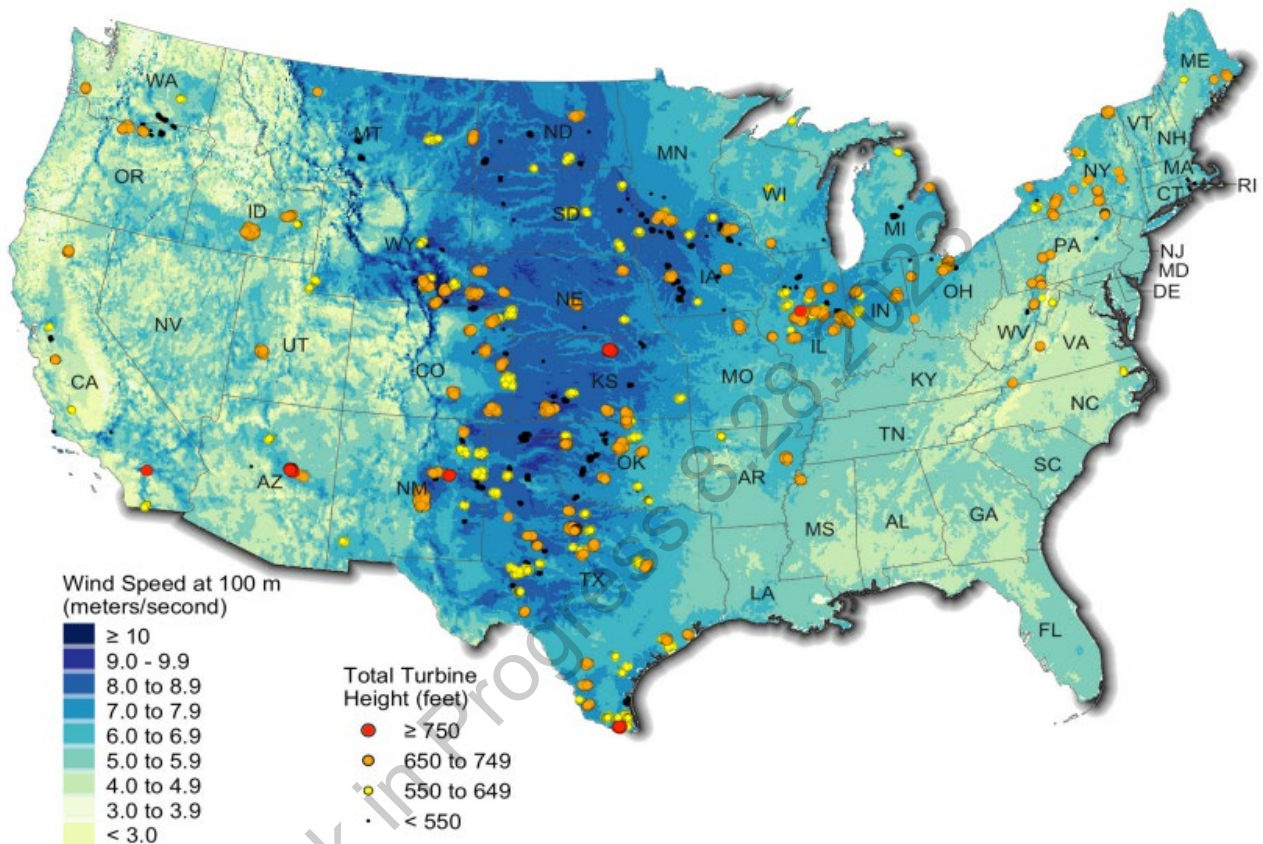 WA
ME
MT
ND
MN
VT
NH
OR
NY
MA
CT
RI
ID
SD
WI
MI
WY
PA
NJ
MD
DE
IA
NE
OH
IN
NV
UT
IL
WV
VA
CO
CA
KS
MO
KY
NC
TN
OK
AZ
NM
AR
SC
MS
AL
GA
TX
LA
FL
Wind Speed at 100 m
(meters/second)
≥ 10
9.0 - 9.9
8.0 to 8.9
7.0 to 7.9
6.0 to 6.9
5.0 to 5.9
4.0 to 4.9
3.0 to 3.9
< 3.0
Total Turbine
Height (feet)
≥ 750
650 to 749
550 to 649
< 550
k in Progress 8.28.2023